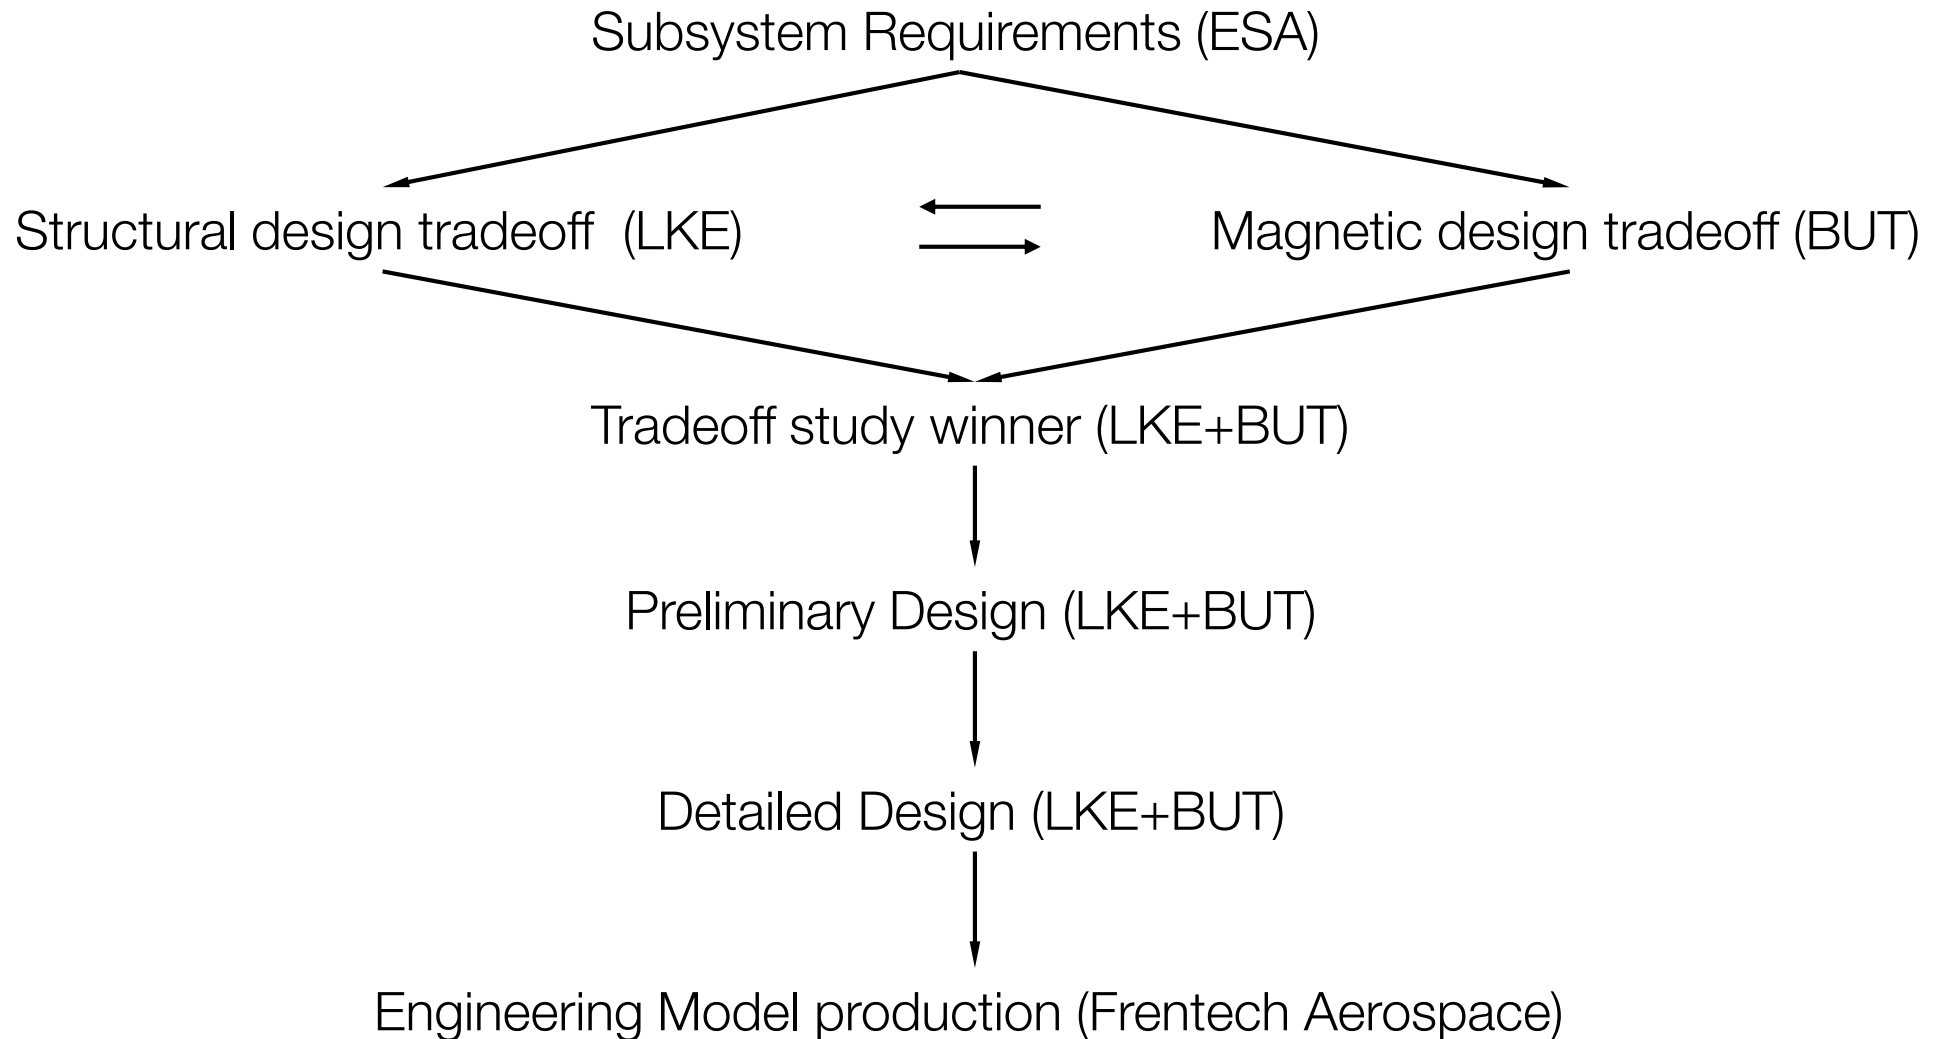 Subsystem Requirements (ESA)
Structural design tradeoff (LKE)
Magnetic design tradeoff (BUT)
Tradeoff study winner (LKE+BUT)
Preliminary Design (LKE+BUT)
Detailed Design (LKE+BUT)
Engineering Model production (Frentech Aerospace)